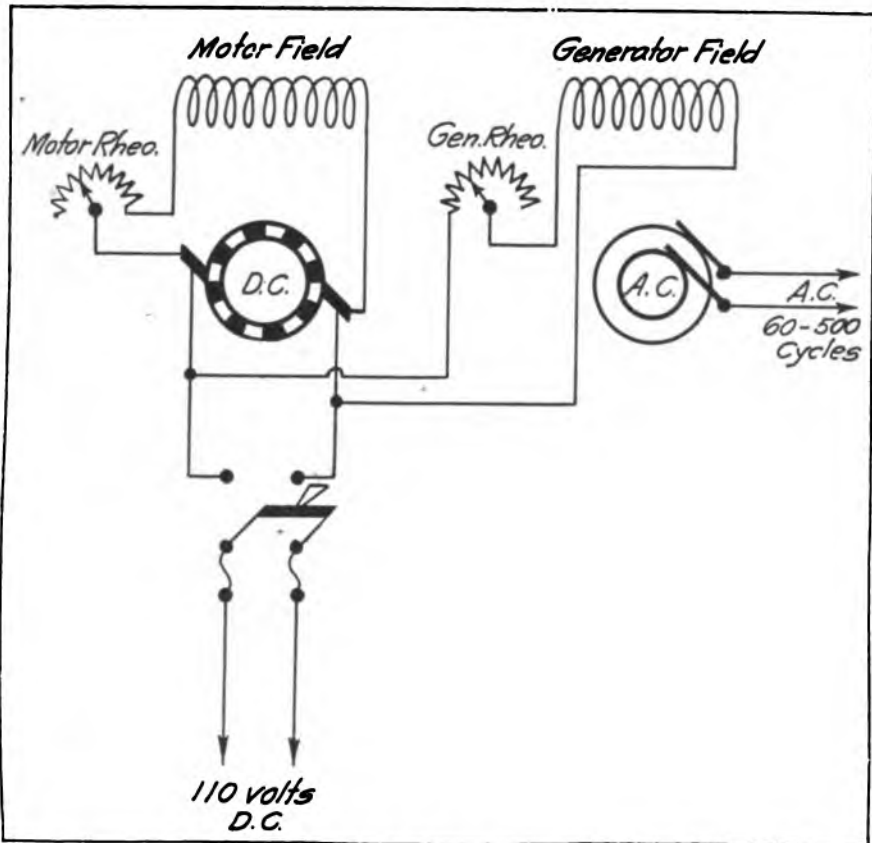 Motor Field
Generator Field
Motor Rheo.
Gen. Rheo.
D.C.
A.C.
A.C.
60-500
Cycles
110 volts
D.C.